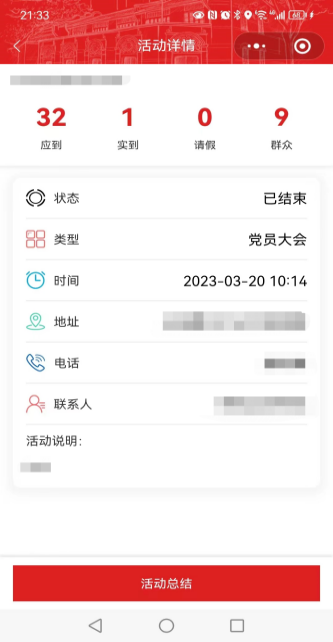 21:33
活动详情
32 1 0 9
应到 实到 请假 群众
状态 已结束
类型 党员大会
时间 2023-03-20 10:14
地址
电话
联系人
活动说明:
活动总结